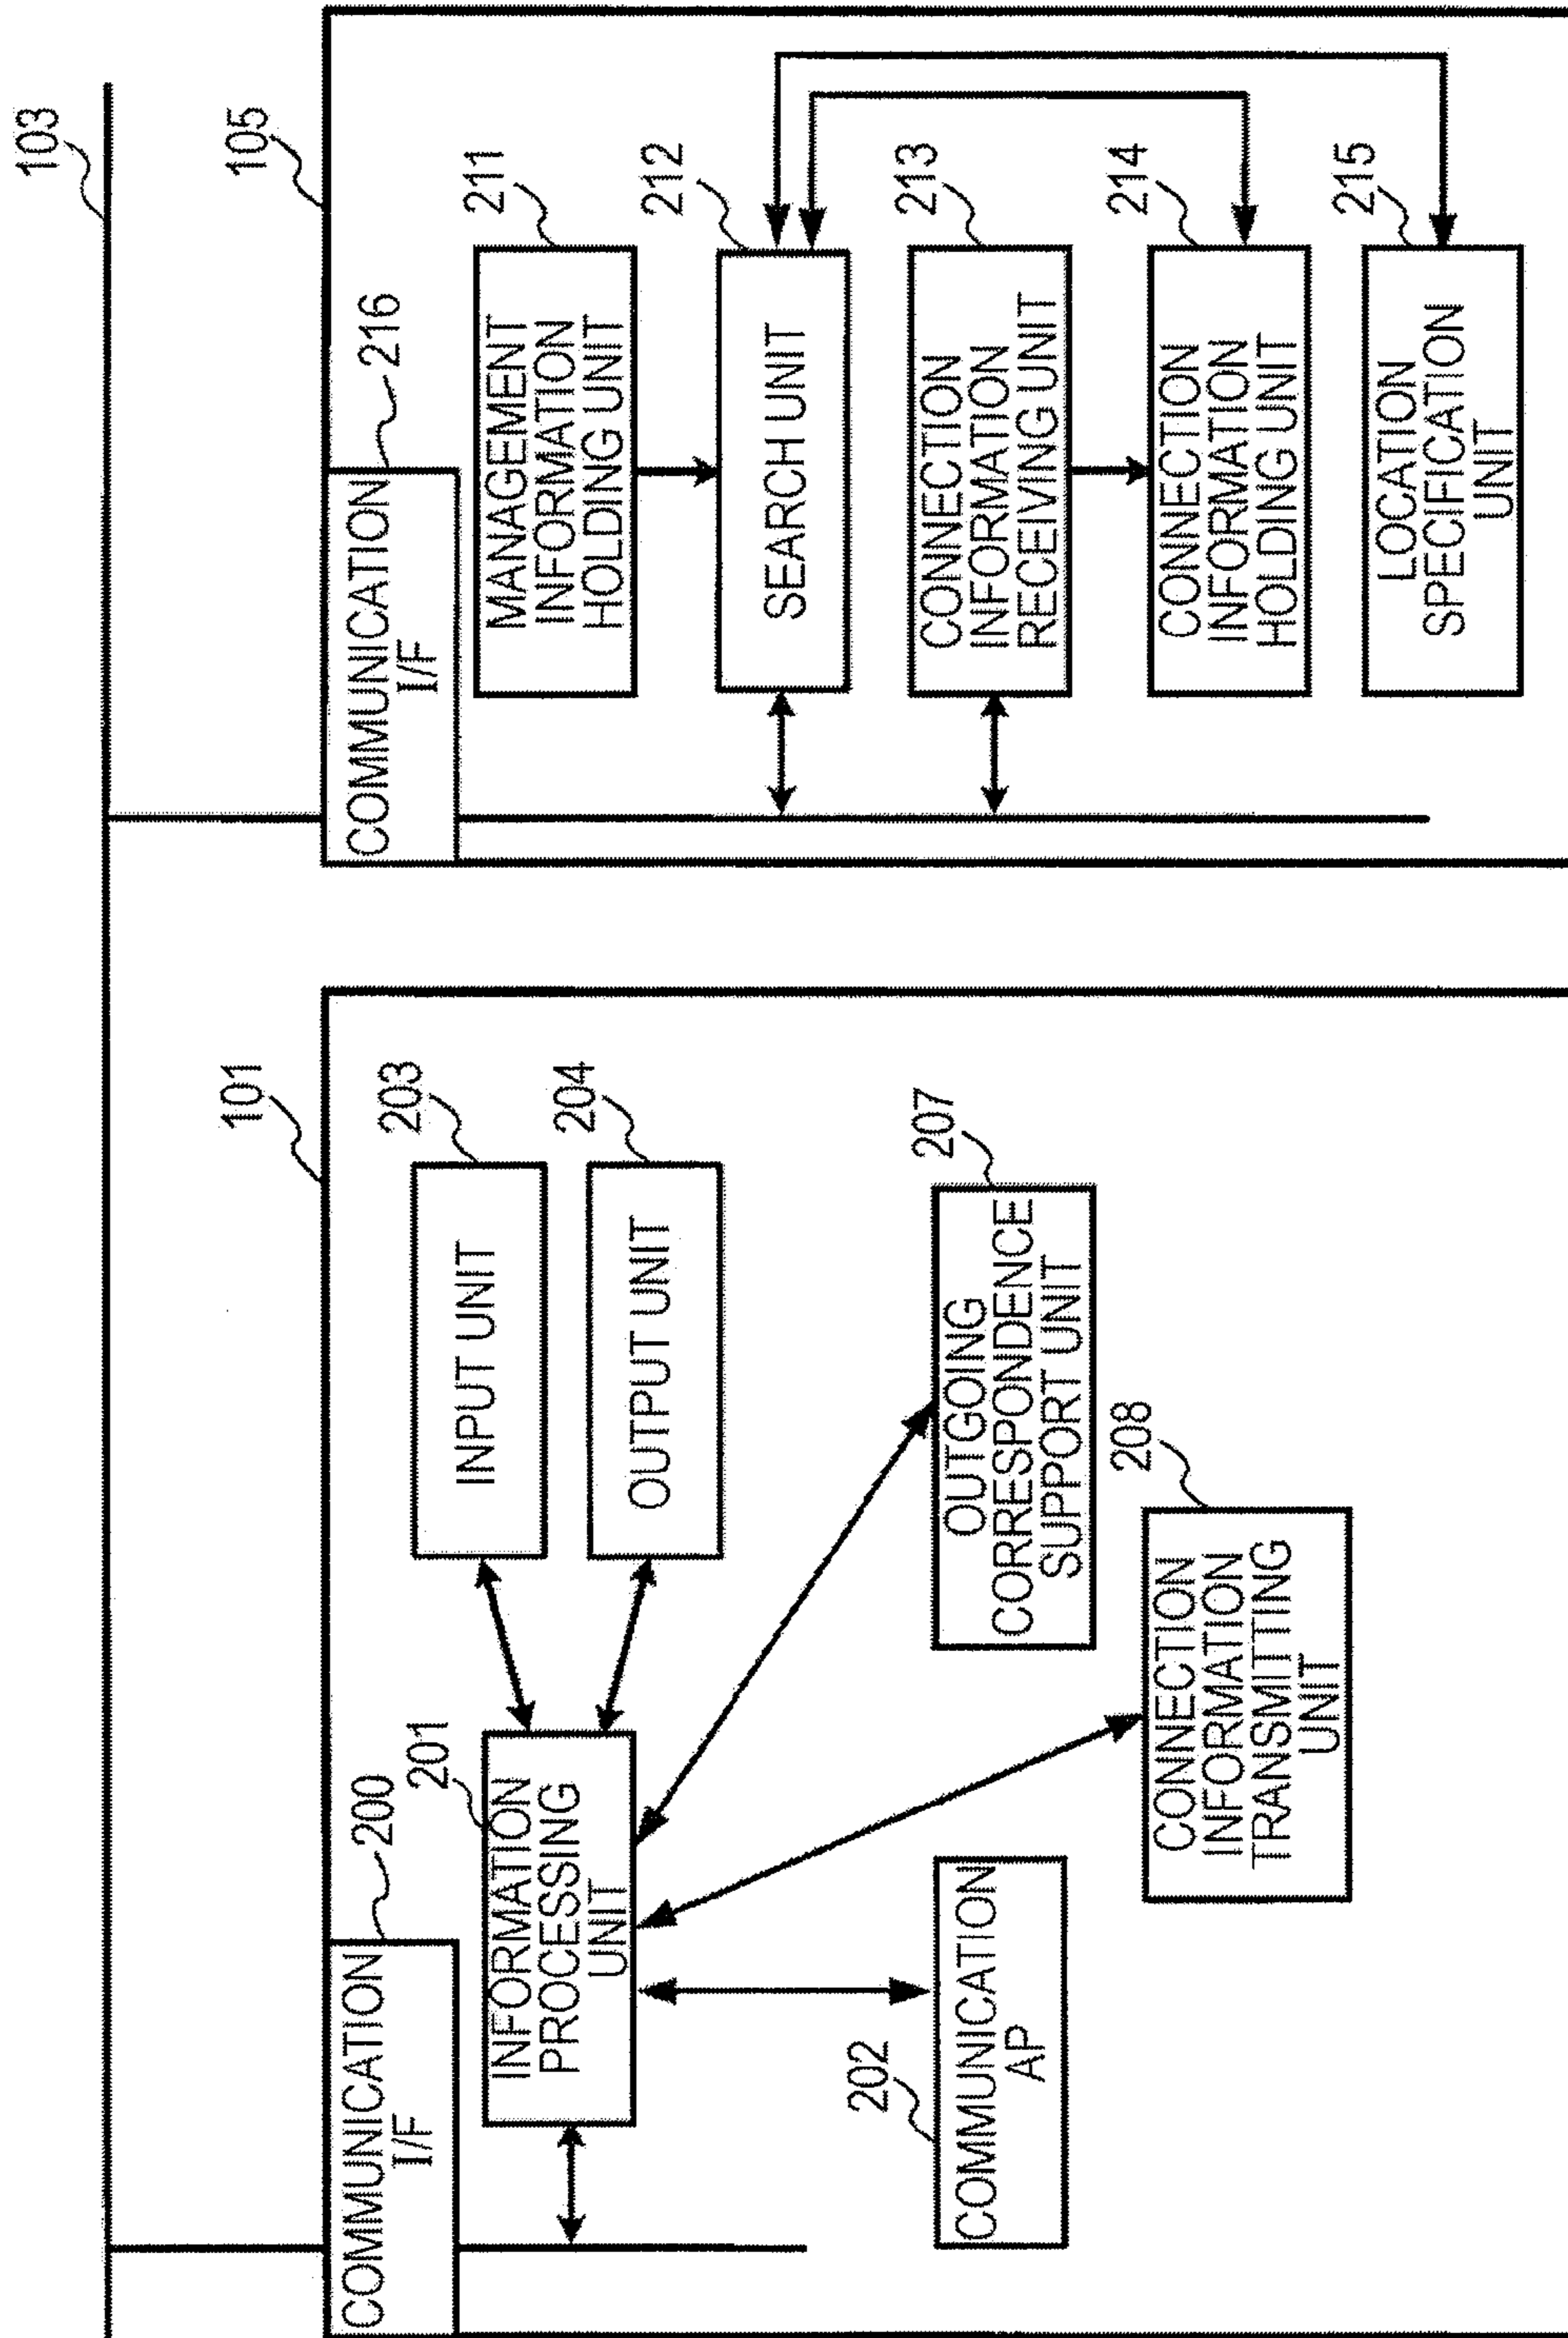 103
101
COMMUNICATION
I/F
200
201
INFORMATION
PROCESSING
UNIT
203
INPUT UNIT
204
OUTPUT UNIT
202
COMMUNICATION
AP
207
OUTGOING
CORRESPONDENCE
SUPPORT UNIT
208
CONNECTION
INFORMATION
TRANSMITTING
UNIT
105
COMMUNICATION
I/F
216
211
MANAGEMENT
INFORMATION
HOLDING UNIT
212
SEARCH UNIT
213
CONNECTION
INFORMATION
RECEIVING UNIT
214
CONNECTION
INFORMATION
HOLDING UNIT
215
LOCATION
SPECIFICATION
UNIT